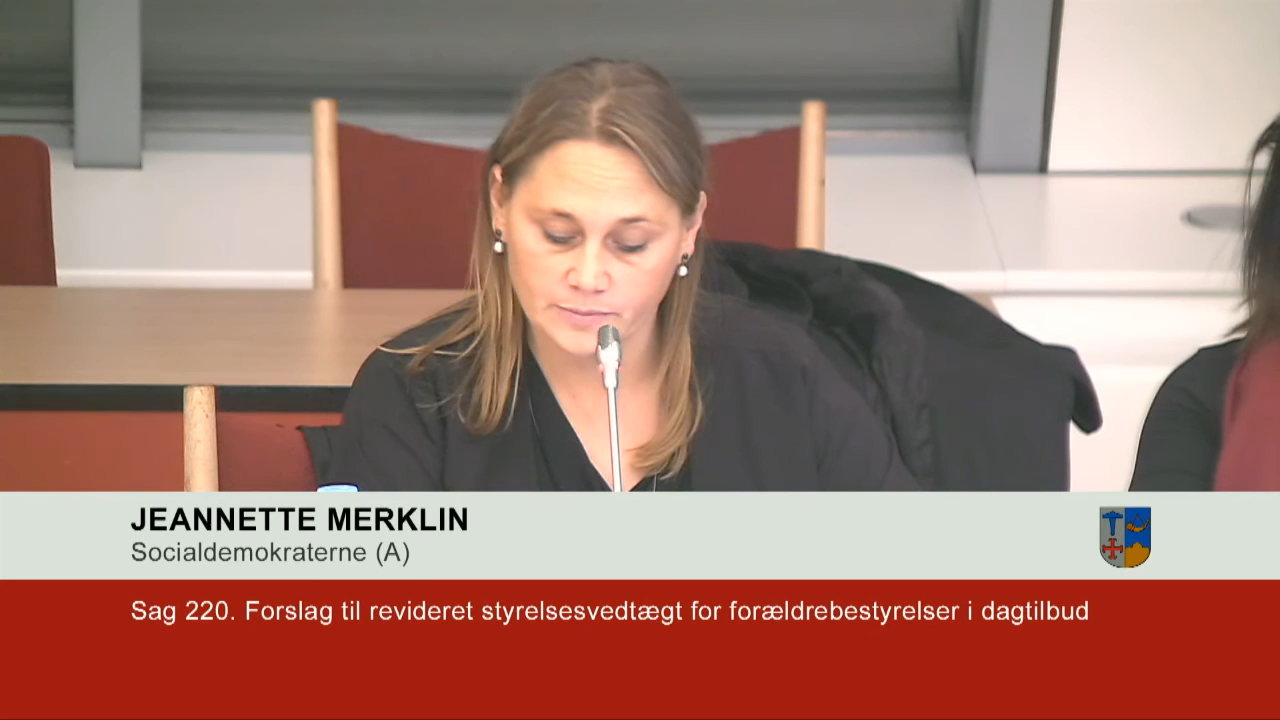 JEANNETTE MERKLIN
Socialdemokraterne (A)
Sag 220. Forslag til revideret styrelsesvedtægt for forældrebestyrelser i dagtilbud